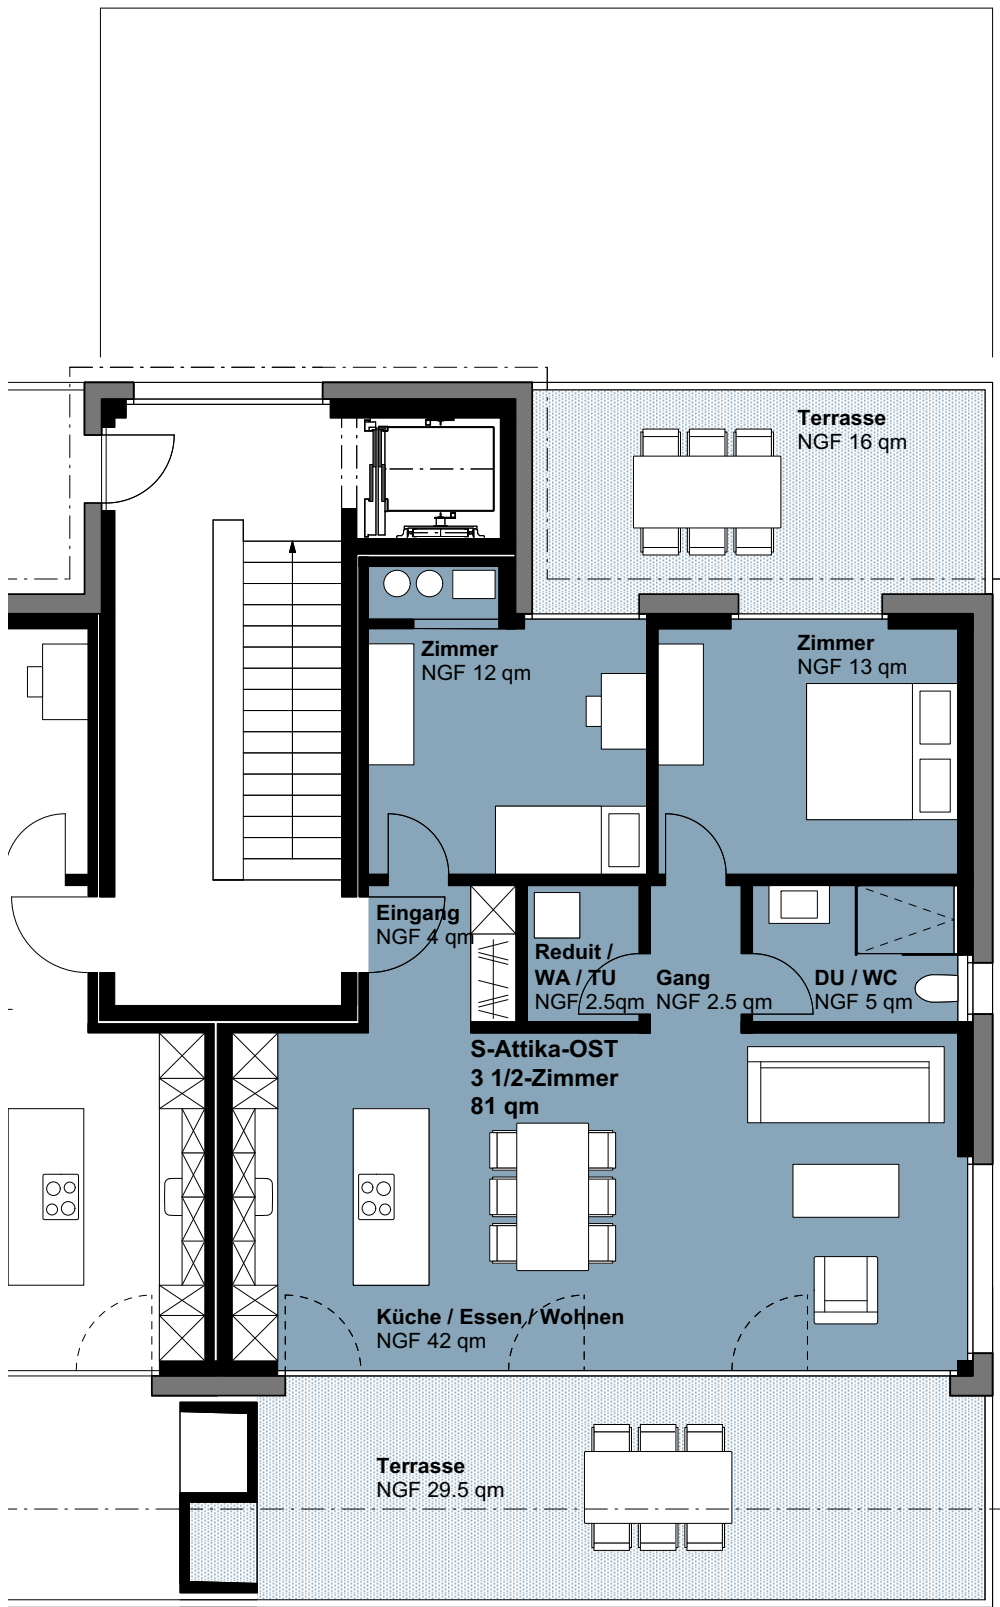 Terrasse
NGF 16 qm
Zimmer
NGF 12 qm
Zimmer
NGF 13 qm
Eingang
NGF 4 qm
Reduit /
WA / TU
NGF 2.5qm
Gang
NGF 2.5 qm
DU / WC
NGF 5 qm
S-Attika-OST
3 1/2-Zimmer
81 qm
Küche / Essen / Wohnen
NGF 42 qm
Terrasse
NGF 29.5 qm